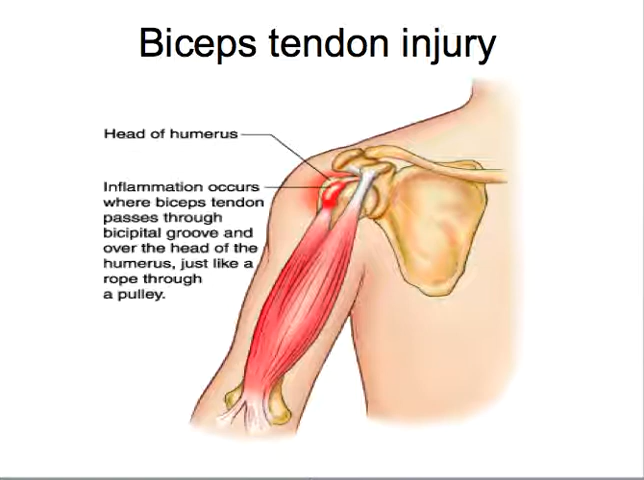 Biceps tendon injury
Head of humerus
Inflammation occurs
where biceps tendon
passes through
bicipital groove and
over the head of the
humerus, just like a
rope through
a pulley.